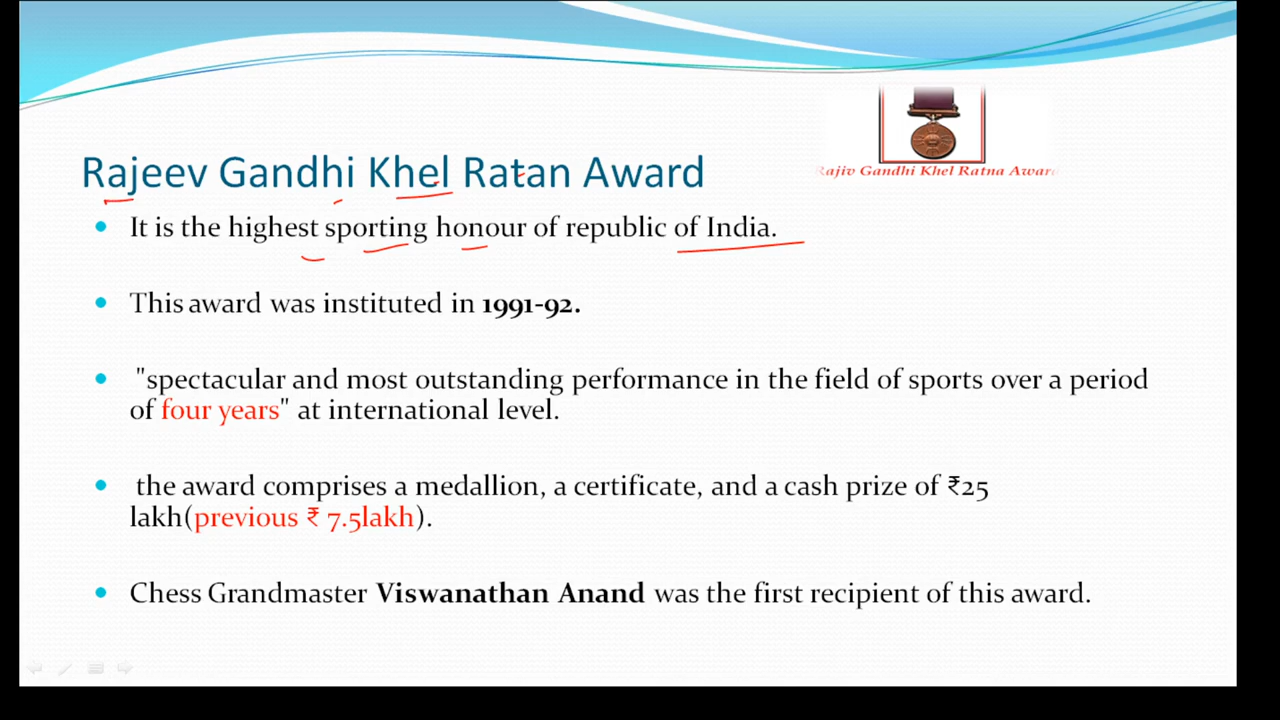 Rajiv Gandhi Khel Ratna Award
Rajeev Gandhi Khel Ratan Award
It is the highest sporting honour of republic of India.
This award was instituted in 1991-92.
"spectacular and most outstanding performance in the field of sports over a period
of four years" at international level.
the award comprises a medallion, a certificate, and a cash prize of ₹25
lakh(previous ₹ 7.5lakh).
Chess Grandmaster Viswanathan Anand was the first recipient of this award.